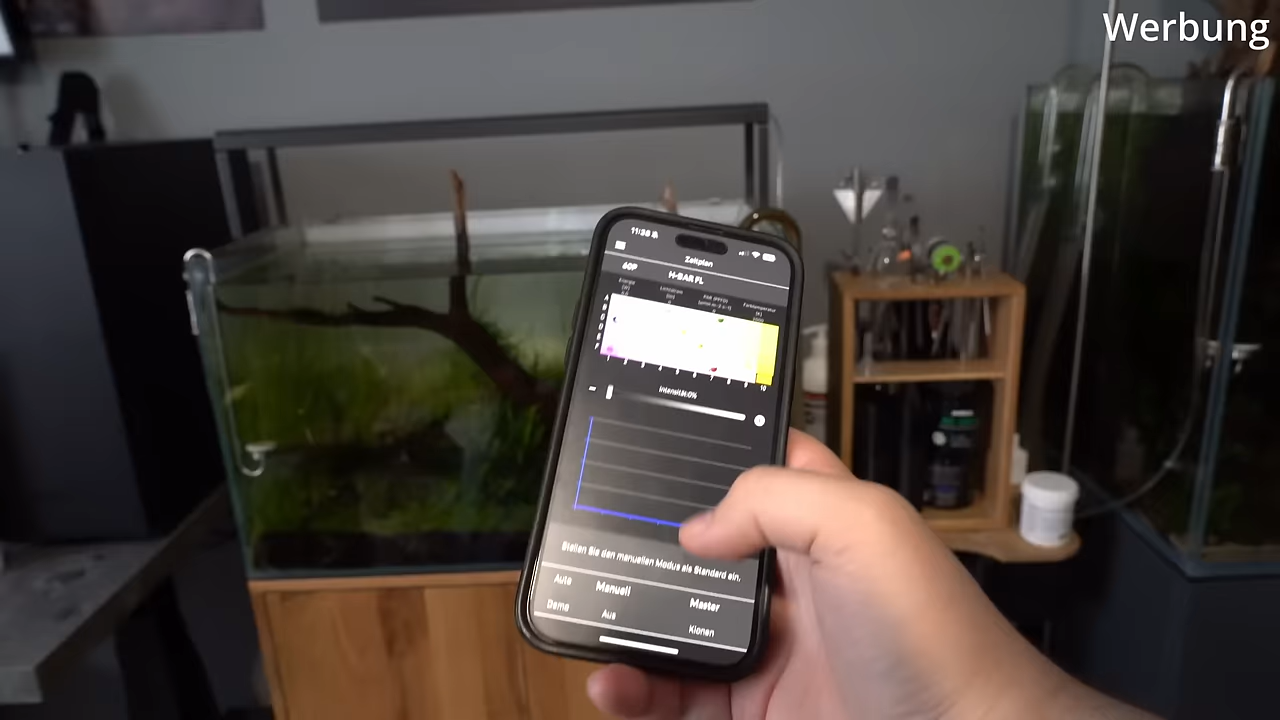 Werbung
11:38
Zeitplan
60P H-BAR FL
Intensität:0%
Stellen Sie den manuellen Modus als Standard ein.
Auto Manuell Master
Demo Aus Klonen